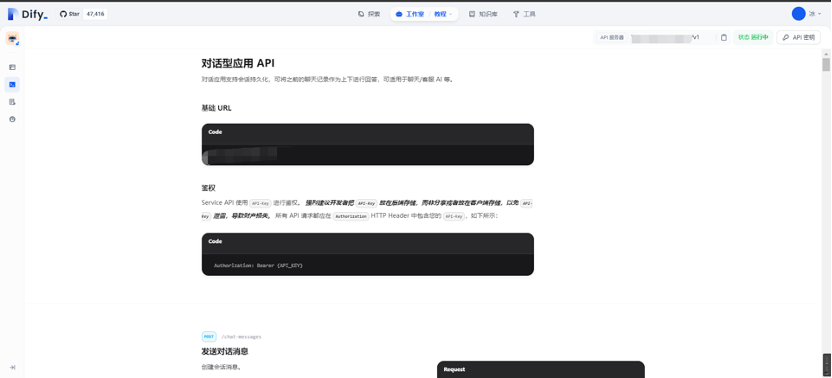 Dify_
Star 47,416
探索
工作室 / 教程
知识库
工具
API 服务器
/v1
状态 运行中
API 密钥
对话型应用 API
对话应用支持会话持久化，可将之前的聊天记录作为上下进行回答，可适用于聊天/客服 AI 等。
基础 URL
Code
鉴权
Service API 使用 API-Key 进行鉴权。 强烈建议开发者把 API-Key 放在后端存储，而非分享或者放在客户端存储，以免 API-
Key 泄露，导致财产损失。 所有 API 请求都应在 Authorization HTTP Header 中包含您的 API-Key，如下所示：
Code
Authorization: Bearer {API_KEY}
POST /chat-messages
发送对话消息
创建会话消息。
Request